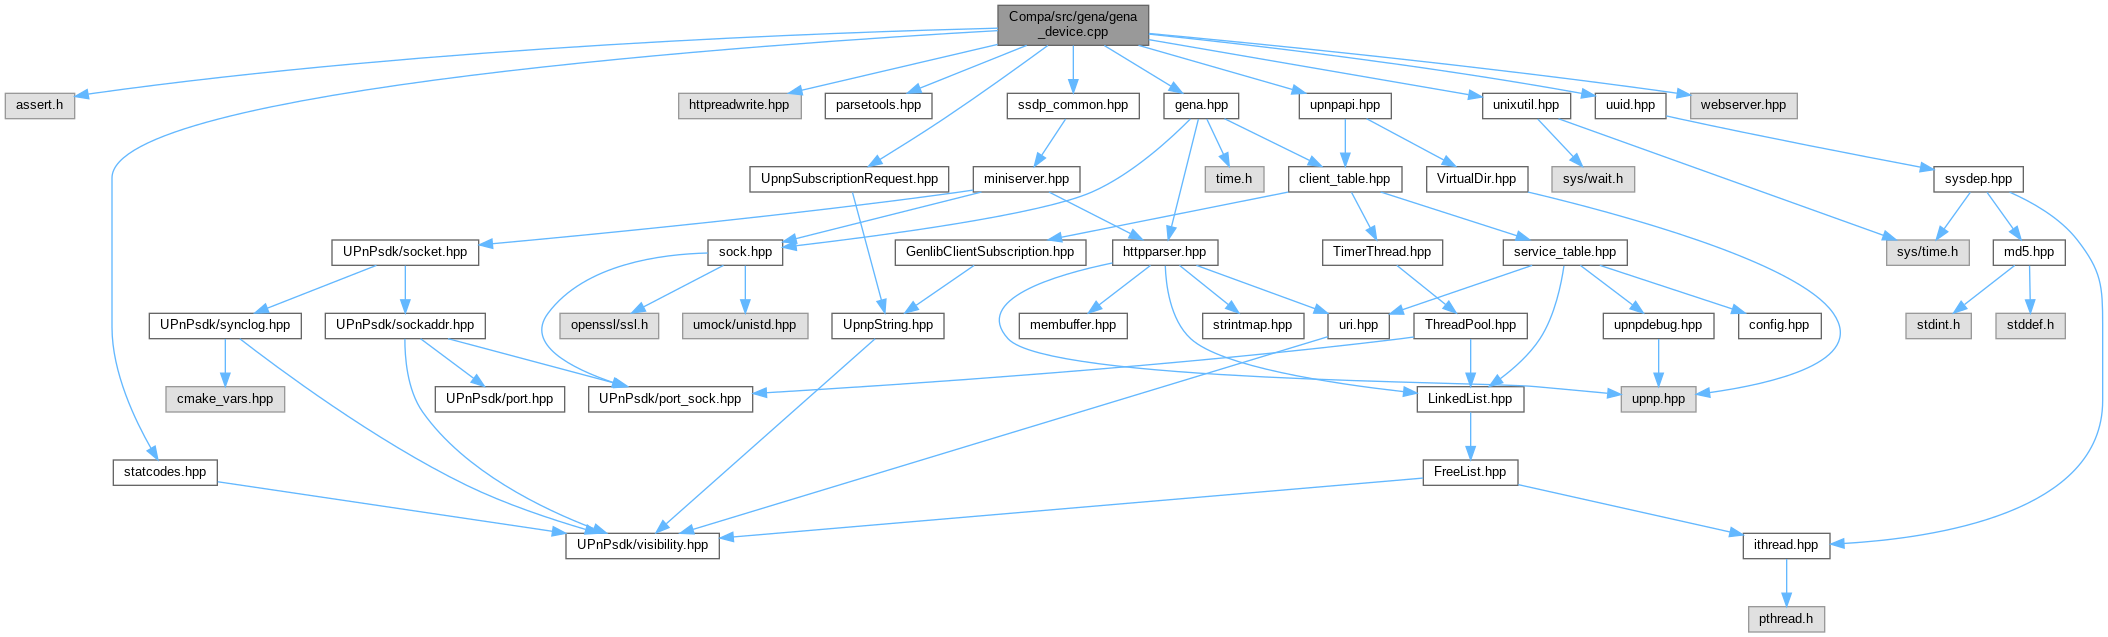 Compa/src/gena/gena
_device.cpp
assert.h
httpreadwrite.hpp
parsetools.hpp
ssdp_common.hpp
gena.hpp
upnpapi.hpp
unixutil.hpp
uuid.hpp
webserver.hpp
UpnpSubscriptionRequest.hpp
miniserver.hpp
time.h
client_table.hpp
VirtualDir.hpp
sys/wait.h
sysdep.hpp
UPnPsdk/socket.hpp
sock.hpp
GenlibClientSubscription.hpp
httpparser.hpp
TimerThread.hpp
service_table.hpp
sys/time.h
md5.hpp
UPnPsdk/synclog.hpp
UPnPsdk/sockaddr.hpp
openssl/ssl.h
umock/unistd.hpp
UpnpString.hpp
membuffer.hpp
strintmap.hpp
uri.hpp
ThreadPool.hpp
upnpdebug.hpp
config.hpp
stdint.h
stddef.h
cmake_vars.hpp
UPnPsdk/port.hpp
UPnPsdk/port_sock.hpp
LinkedList.hpp
upnp.hpp
statcodes.hpp
FreeList.hpp
UPnPsdk/visibility.hpp
ithread.hpp
pthread.h